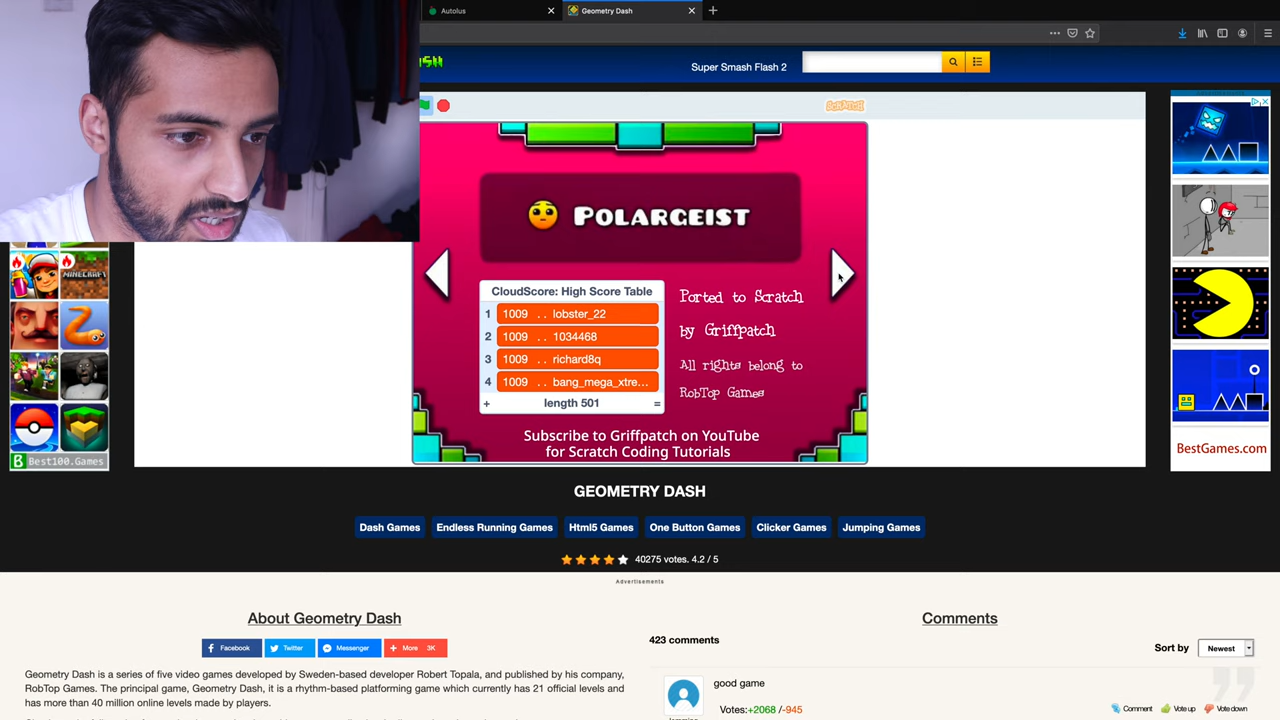 Autolus
Geometry Dash
Super Smash Flash 2
SCRATCH
POLARGEIST
CloudScore: High Score Table
1 1009 .. lobster_22
2 1009 .. 1034468
3 1009 .. richard8q
4 1009 .. bang_mega_xtre...
+ length 501 =
Ported to Scratch
by Griffpatch
All rights belong to
RobTop Games
Subscribe to Griffpatch on YouTube
for Scratch Coding Tutorials
MINECRAFT
B Best100.Games
BestGames.com
GEOMETRY DASH
Dash Games
Endless Running Games
Html5 Games
One Button Games
Clicker Games
Jumping Games
40275 votes. 4.2 / 5
Advertisements
About Geometry Dash
Facebook
Twitter
Messenger
More 3K
Geometry Dash is a series of five video games developed by Sweden-based developer Robert Topala, and published by his company,
RobTop Games. The principal game, Geometry Dash, it is a rhythm-based platforming game which currently has 21 official levels and
has more than 40 million online levels made by players.
Comments
423 comments
Sort by
Newest
good game
Votes:+2068 /-945
Comment
Vote up
Vote down